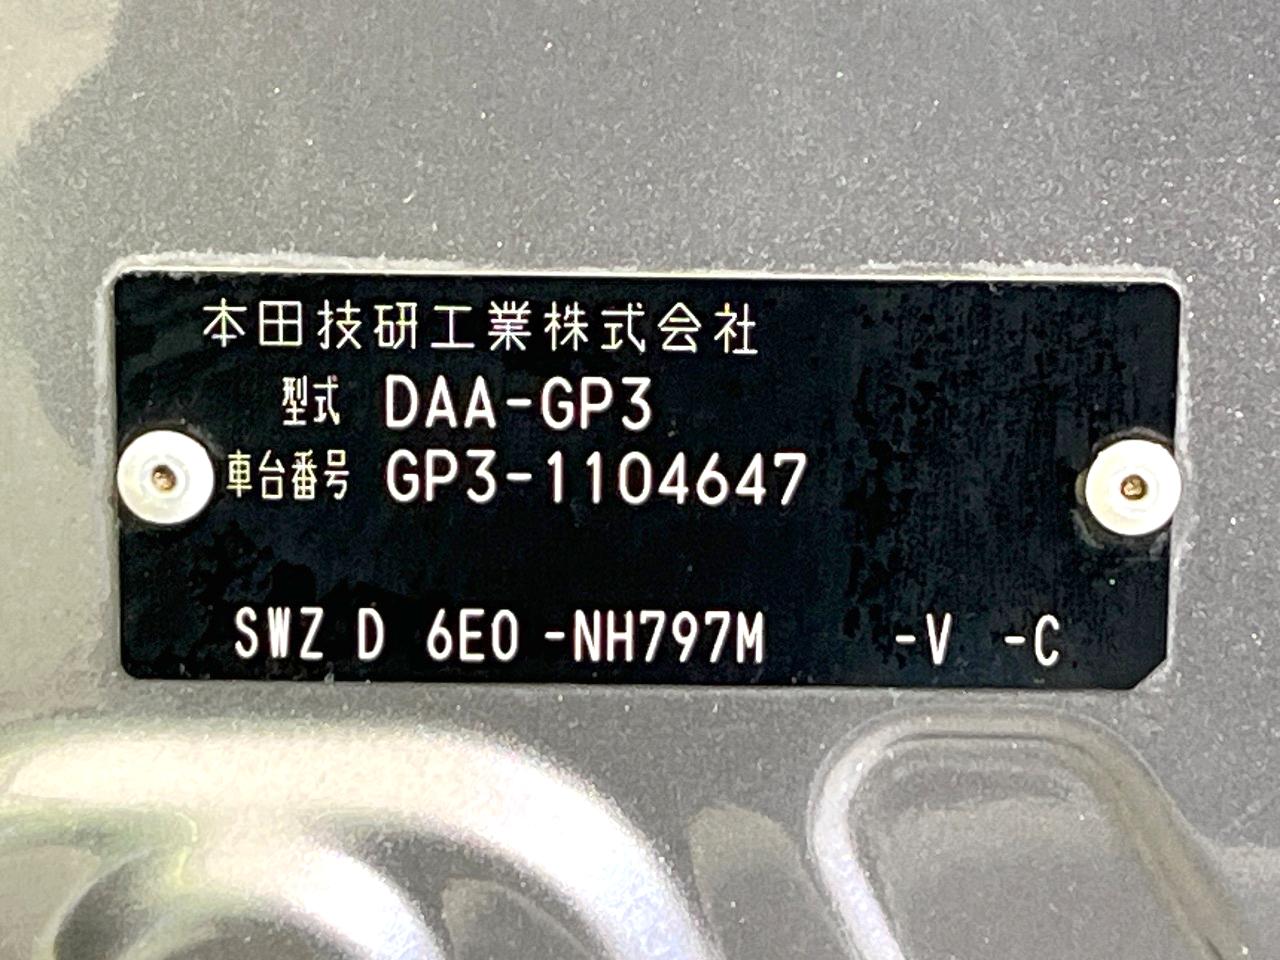 本田技研工業株式会社
型式 DAA-GP3
車台番号 GP3-1104647
SWZ D 6E0 -NH797M -V -C